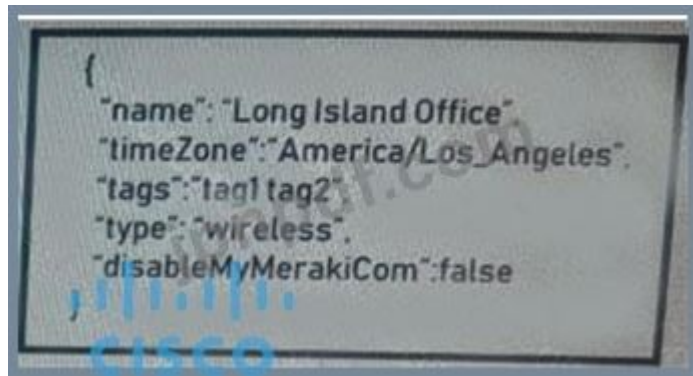 {
"name": "Long Island Office",
"timeZone":"America/Los_Angeles",
"tags":"tag1 tag2"
"type": "wireless",
"disableMyMerakiCom":false
}
CISCO